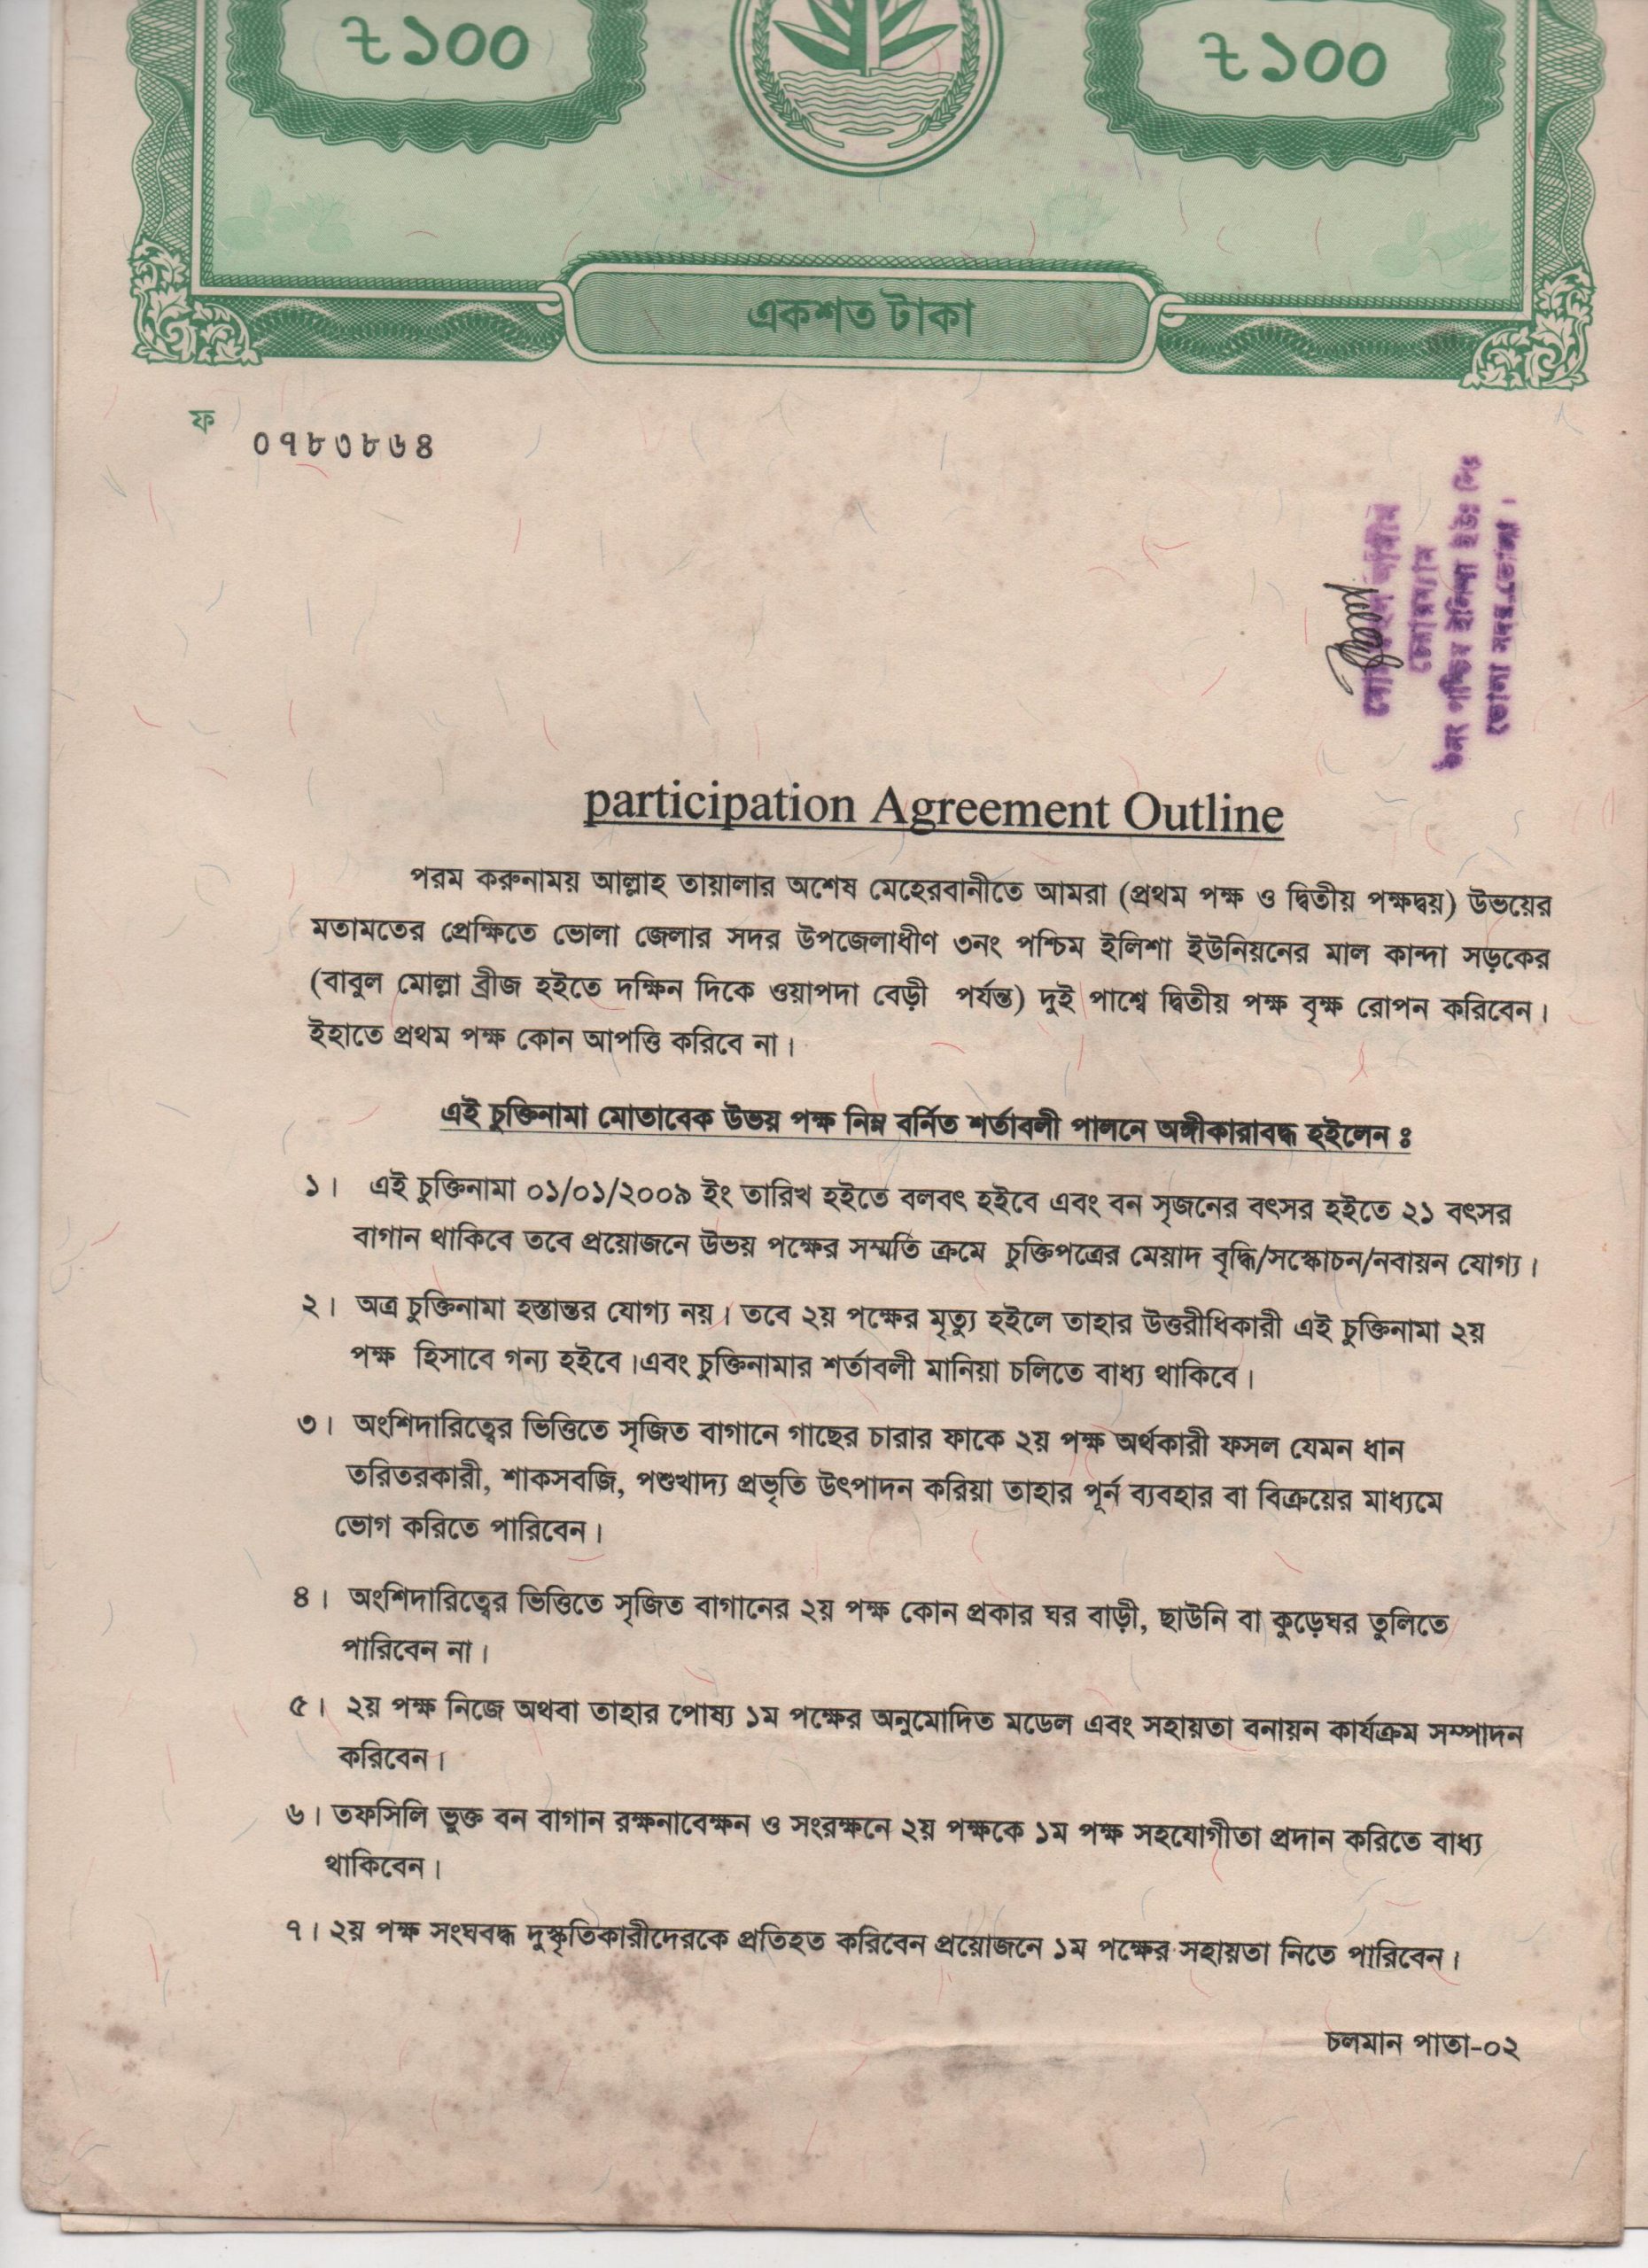 ৳১০০
৳১০০
একশত টাকা
ফ ০৭৮৩৮৬৪
চেয়ারম্যান
৩নং পশ্চিম ইলিশা ইউঃ পিঃ
ভোলা সদর,ভোলা ।
participation Agreement Outline
পরম করুনাময় আল্লাহ তায়ালার অশেষ মেহেরবানীতে আমরা (প্রথম পক্ষ ও দ্বিতীয় পক্ষদ্বয়) উভয়ের
মতামতের প্রেক্ষিতে ভোলা জেলার সদর উপজেলাধীণ ৩নং পশ্চিম ইলিশা ইউনিয়নের মাল কান্দা সড়কের
(বাবুল মোল্লা ব্রীজ হইতে দক্ষিন দিকে ওয়াপদা বেড়ী পর্যন্ত) দুই পাশ্বে দ্বিতীয় পক্ষ বৃক্ষ রোপন করিবেন।
ইহাতে প্রথম পক্ষ কোন আপত্তি করিবে না।
এই চুক্তিনামা মোতাবেক উভয় পক্ষ নিম্ন বর্নিত শর্তাবলী পালনে অঙ্গীকারাবদ্ধ হইলেন ঃ
১। এই চুক্তিনামা ০১/০১/২০০৯ ইং তারিখ হইতে বলবৎ হইবে এবং বন সৃজনের বৎসর হইতে ২১ বৎসর
বাগান থাকিবে তবে প্রয়োজনে উভয় পক্ষের সম্মতি ক্রমে চুক্তিপত্রের মেয়াদ বৃদ্ধি/সস্কোচন/নবায়ন যোগ্য।
২। অত্র চুক্তিনামা হস্তান্তর যোগ্য নয়। তবে ২য় পক্ষের মৃত্যু হইলে তাহার উত্তরীধিকারী এই চুক্তিনামা ২য়
পক্ষ হিসাবে গন্য হইবে।এবং চুক্তিনামার শর্তাবলী মানিয়া চলিতে বাধ্য থাকিবে।
৩। অংশিদারিত্বের ভিত্তিতে সৃজিত বাগানে গাছের চারার ফাকে ২য় পক্ষ অর্থকারী ফসল যেমন ধান
তরিতরকারী, শাকসবজি, পশুখাদ্য প্রভৃতি উৎপাদন করিয়া তাহার পূর্ন ব্যবহার বা বিক্রয়ের মাধ্যমে
ভোগ করিতে পারিবেন।
৪। অংশিদারিত্বের ভিত্তিতে সৃজিত বাগানের ২য় পক্ষ কোন প্রকার ঘর বাড়ী, ছাউনি বা কুড়েঘর তুলিতে
পারিবেন না।
৫। ২য় পক্ষ নিজে অথবা তাহার পোষ্য ১ম পক্ষের অনুমোদিত মডেল এবং সহায়তা বনায়ন কার্যক্রম সম্পাদন
করিবেন।
৬। তফসিলি ভুক্ত বন বাগান রক্ষনাবেক্ষন ও সংরক্ষনে ২য় পক্ষকে ১ম পক্ষ সহযোগীতা প্রদান করিতে বাধ্য
থাকিবেন।
৭। ২য় পক্ষ সংঘবদ্ধ দুস্কৃতিকারীদেরকে প্রতিহত করিবেন প্রয়োজনে ১ম পক্ষের সহায়তা নিতে পারিবেন।
চলমান পাতা-০২